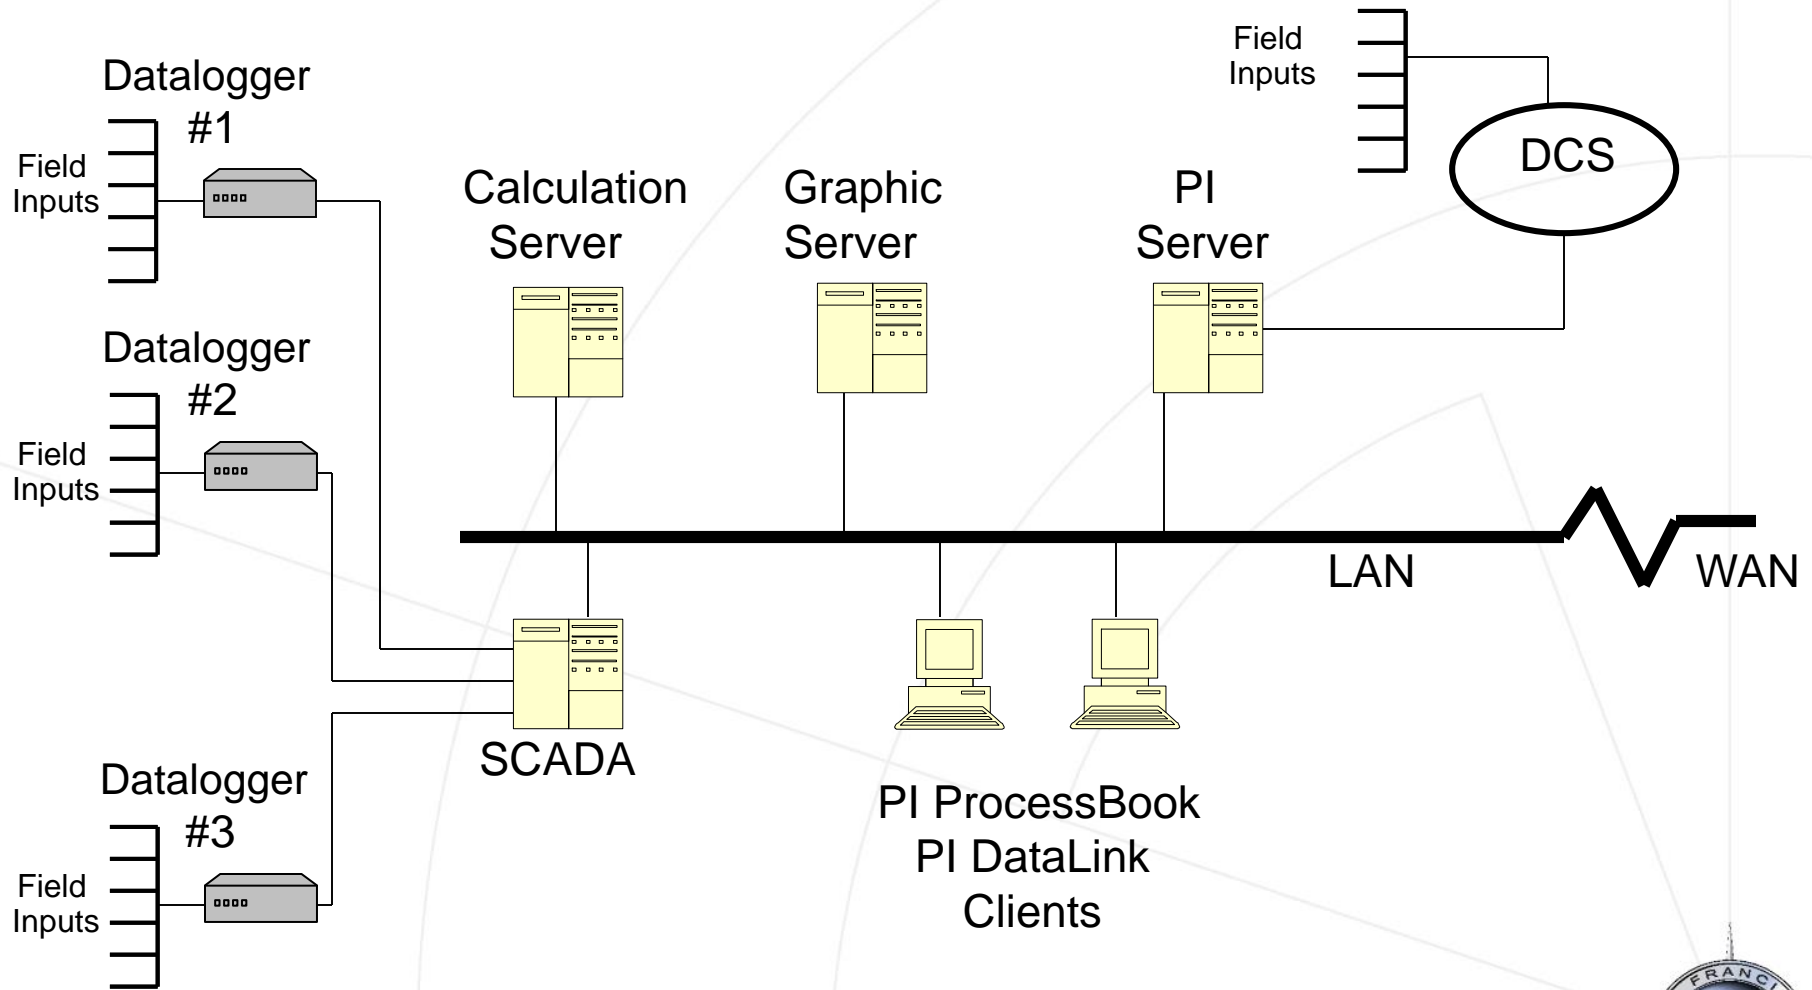 Datalogger
#1
Field
Inputs
Datalogger
#2
Field
Inputs
Datalogger
#3
Field
Inputs
Calculation
Server
Graphic
Server
PI
Server
Field
Inputs
DCS
LAN
WAN
SCADA
PI ProcessBook
PI DataLink
Clients